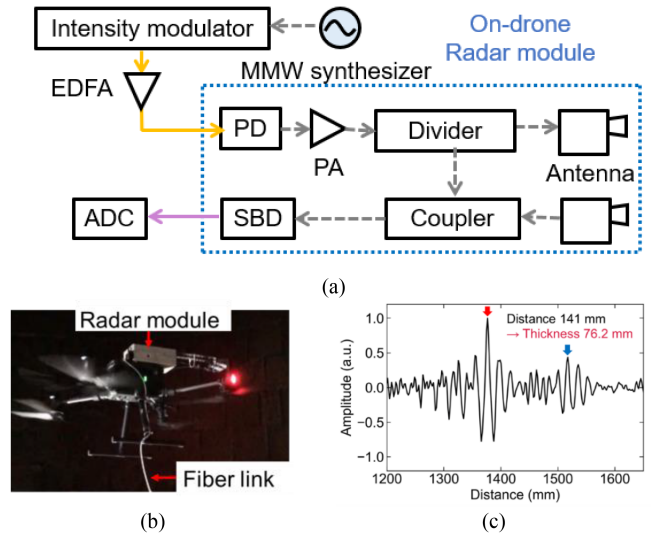 Intensity modulator
On-drone
Radar module
MMW synthesizer
EDFA
PD
PA
Divider
Antenna
ADC
SBD
Coupler
(a)
Radar module
Fiber link
(b)
Distance 141 mm
→ Thickness 76.2 mm
Amplitude (a.u.)
1.0
0.5
0.0
−0.5
−1.0
1200 1300 1400 1500 1600
Distance (mm)
(c)